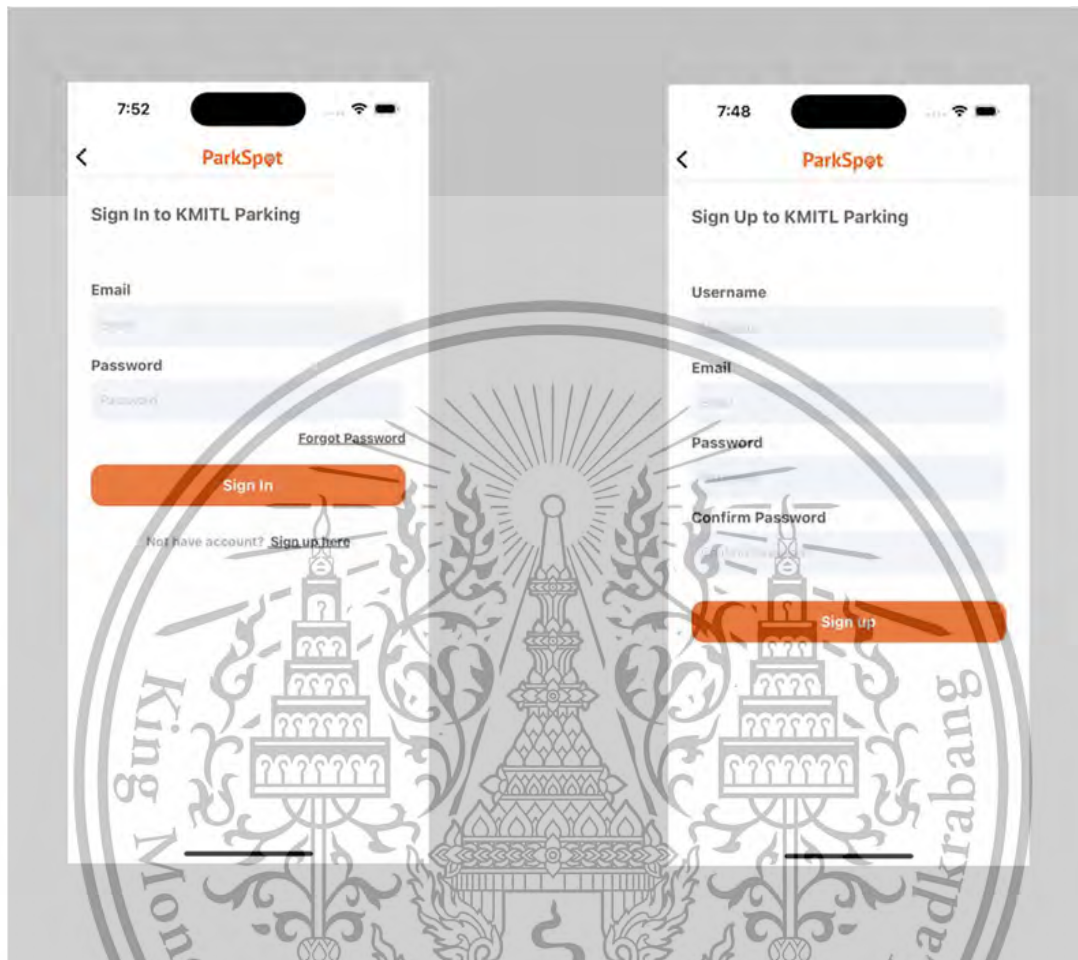 7:52
ParkSpot
Sign In to KMITL Parking
Email
Password
Password
Forgot Password
Sign In
Not have account? Sign up here
7:48
ParkSpot
Sign Up to KMITL Parking
Username
Email
Email
Password
Confirm Password
Sign up
King Mon
adkrabang